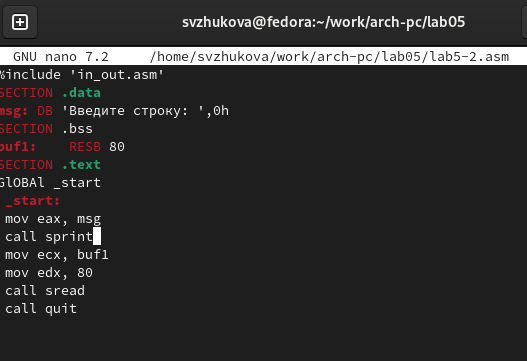 svzhukova@fedora:~/work/arch-pc/lab05
GNU nano 7.2 /home/svzhukova/work/arch-pc/lab05/lab5-2.asm
%include 'in_out.asm'
SECTION .data
msg: DB 'Введите строку: ',0h
SECTION .bss
buf1: RESB 80
SECTION .text
GlOBAl _start
_start:
mov eax, msg
call sprint
mov ecx, buf1
mov edx, 80
call sread
call quit